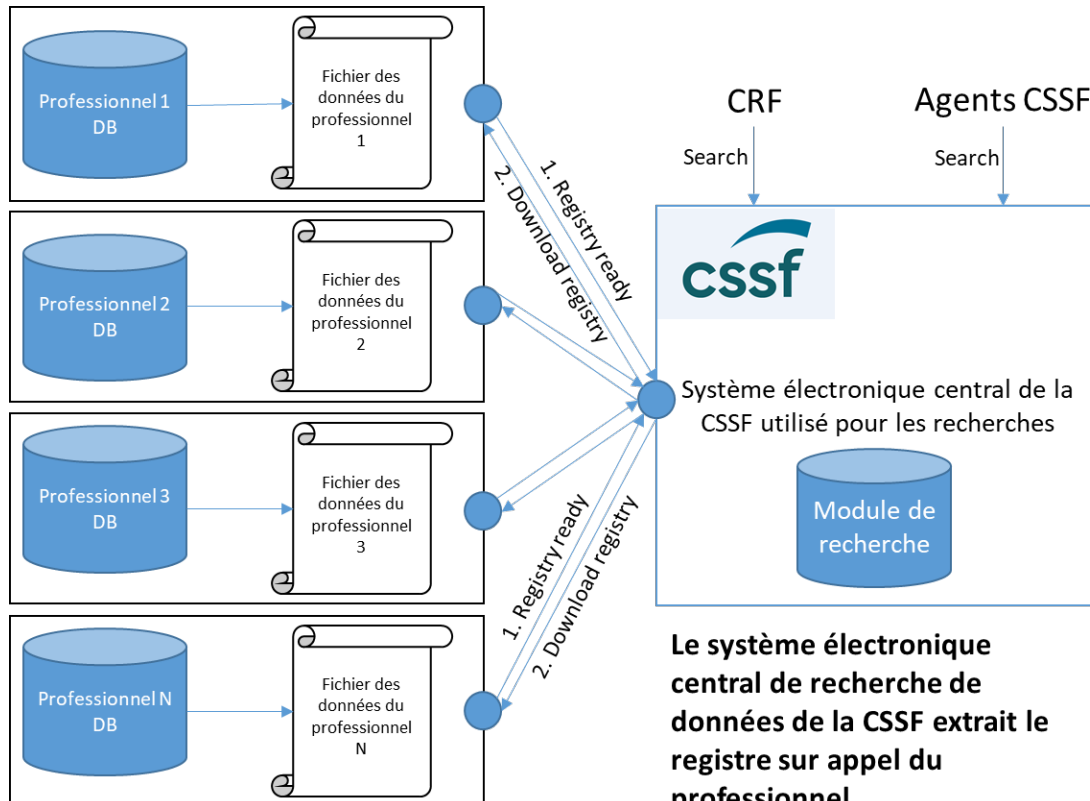 Professionnel 1
DB
Fichier des
données du
professionnel
1
Professionnel 2
DB
Fichier des
données du
professionnel
2
Professionnel 3
DB
Fichier des
données du
professionnel
3
Professionnel N
DB
Fichier des
données du
professionnel
N
1. Registry ready
2. Download registry
1. Registry ready
2. Download registry
CRF
Search
Agents CSSF
Search
cssf
Système électronique central de la
CSSF utilisé pour les recherches
Module de
recherche
Le système électronique
central de recherche de
données de la CSSF extrait le
registre sur appel du
professionnel